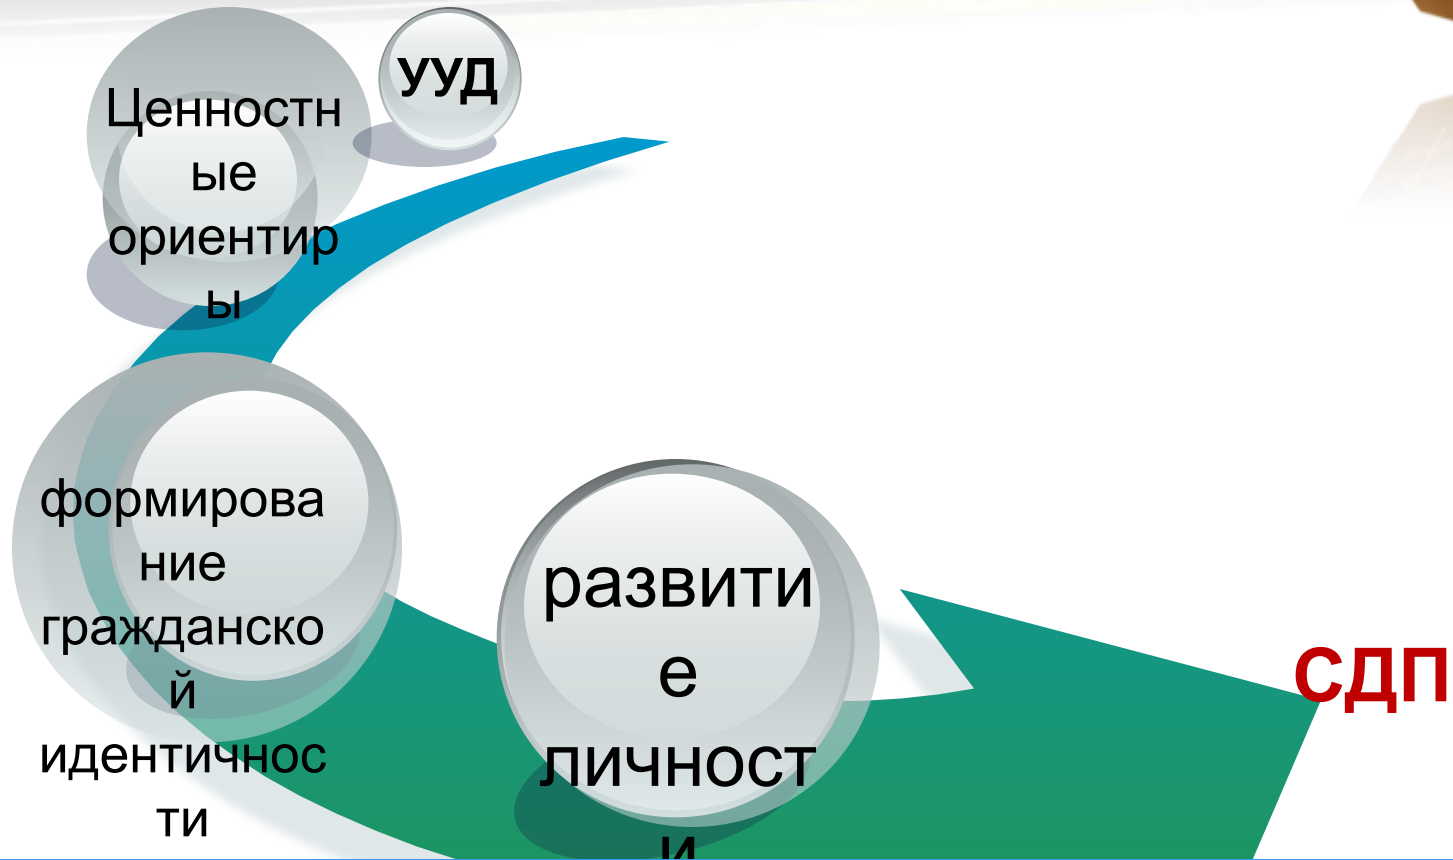 УУД
Ценностн
ые
ориентир
ы
формирова
ние
гражданско
й
идентичнос
ти
развити
е
личност
и
СДП